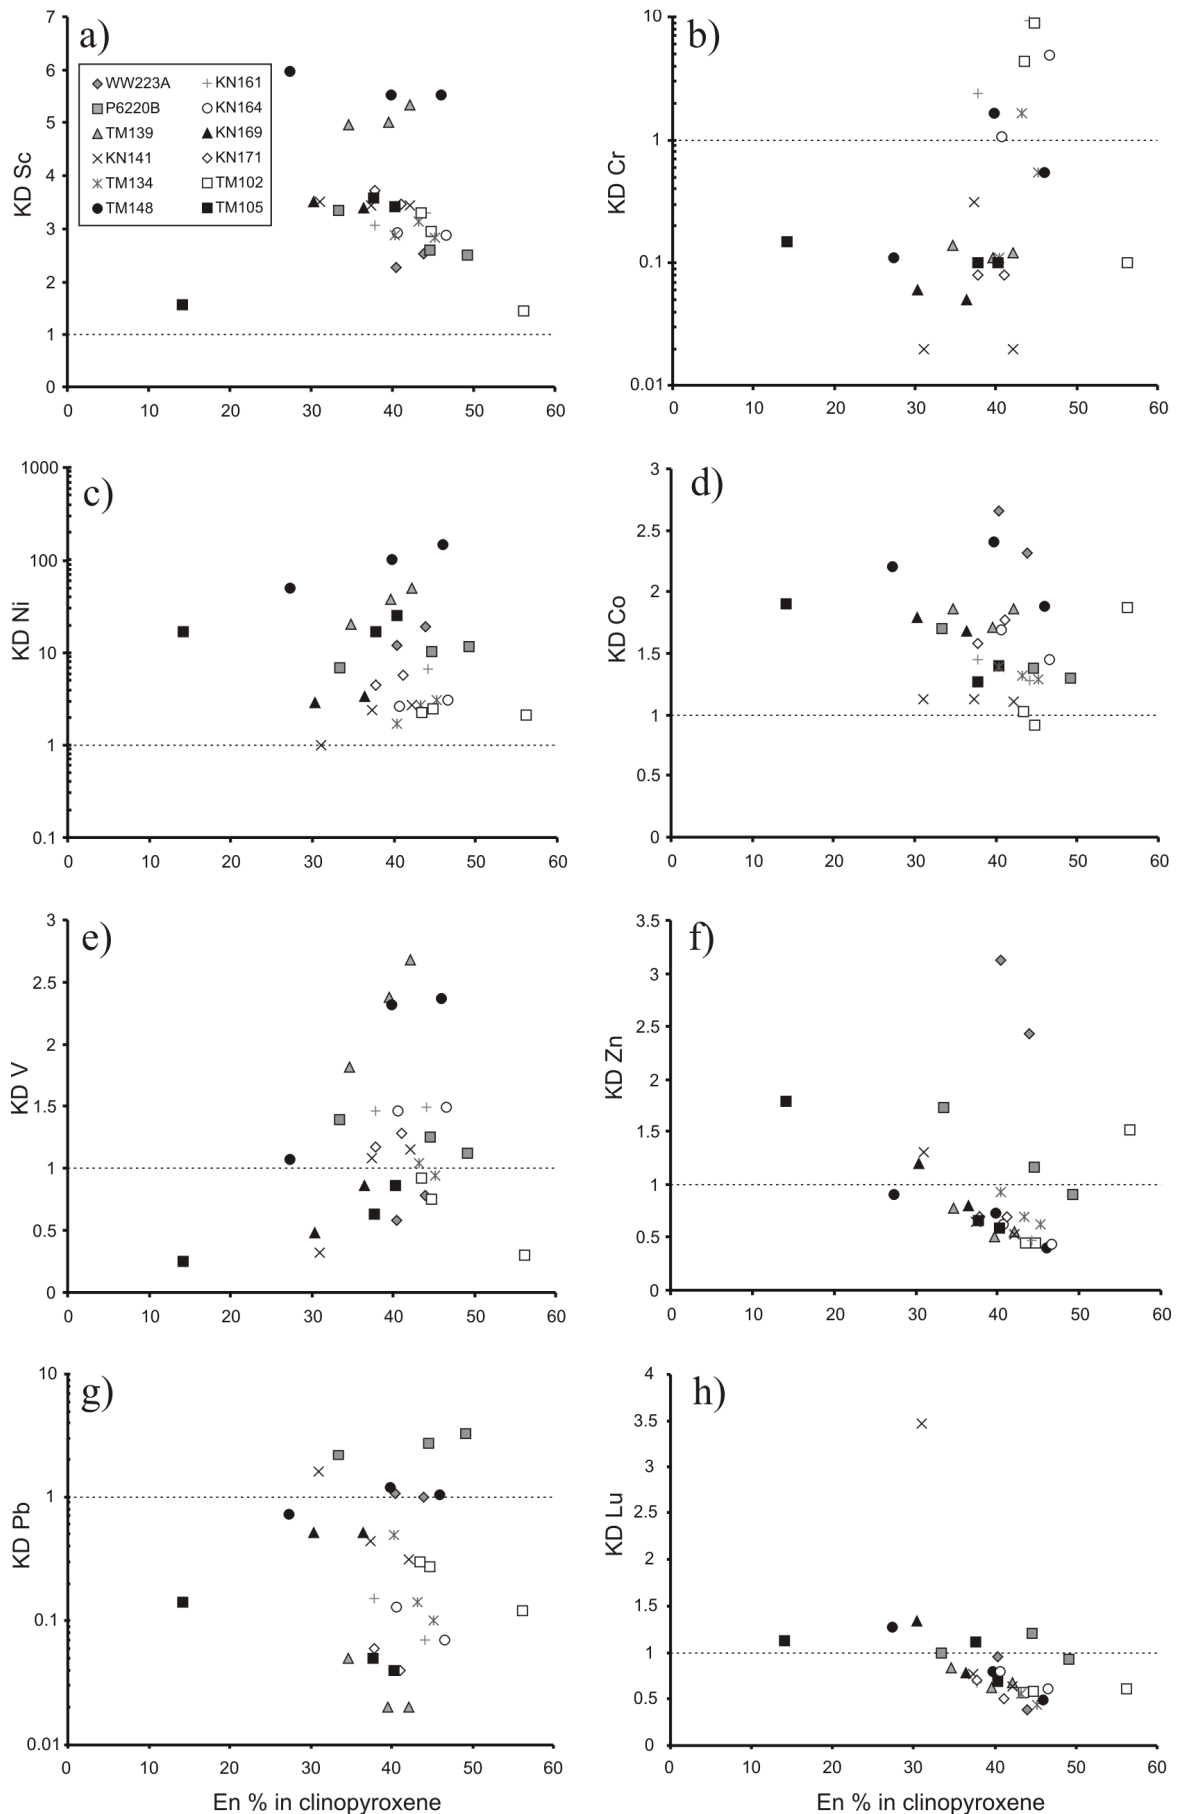 a)
KD Sc
7
6
5
4
3
2
1
0
WW223A KN161
P6220B KN164
TM139 KN169
KN141 KN171
TM134 TM102
TM148 TM105
0 10 20 30 40 50 60
b)
KD Cr
10
1
0.1
0.01
0 10 20 30 40 50 60
c)
KD Ni
1000
100
10
1
0.1
0 10 20 30 40 50 60
d)
KD Co
3
2.5
2
1.5
1
0.5
0
0 10 20 30 40 50 60
e)
KD V
3
2.5
2
1.5
1
0.5
0
0 10 20 30 40 50 60
f)
KD Zn
3.5
3
2.5
2
1.5
1
0.5
0
0 10 20 30 40 50 60
g)
KD Pb
10
1
0.1
0.01
0 10 20 30 40 50 60
En % in clinopyroxene
h)
KD Lu
4
3.5
3
2.5
2
1.5
1
0.5
0
0 10 20 30 40 50 60
En % in clinopyroxene